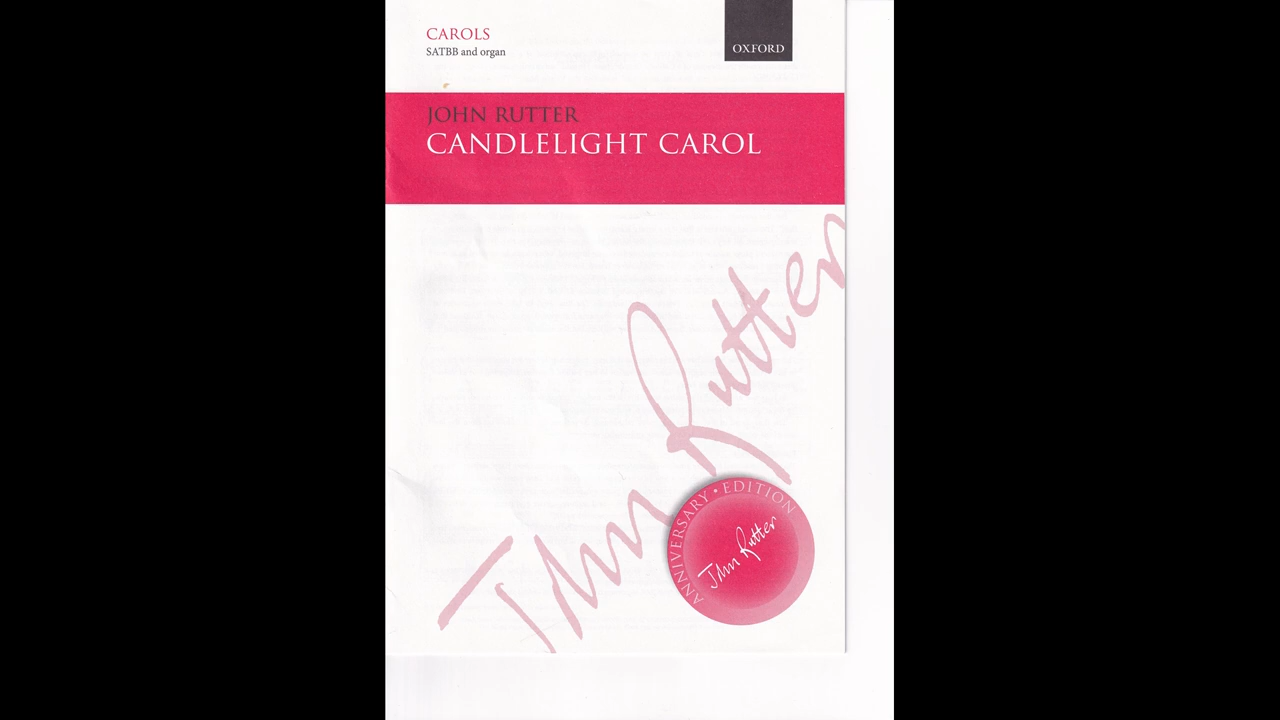 CAROLS
SATBB and organ
OXFORD
JOHN RUTTER
CANDLELIGHT CAROL
John Rutter
ANNIVERSARY • EDITION
John Rutter